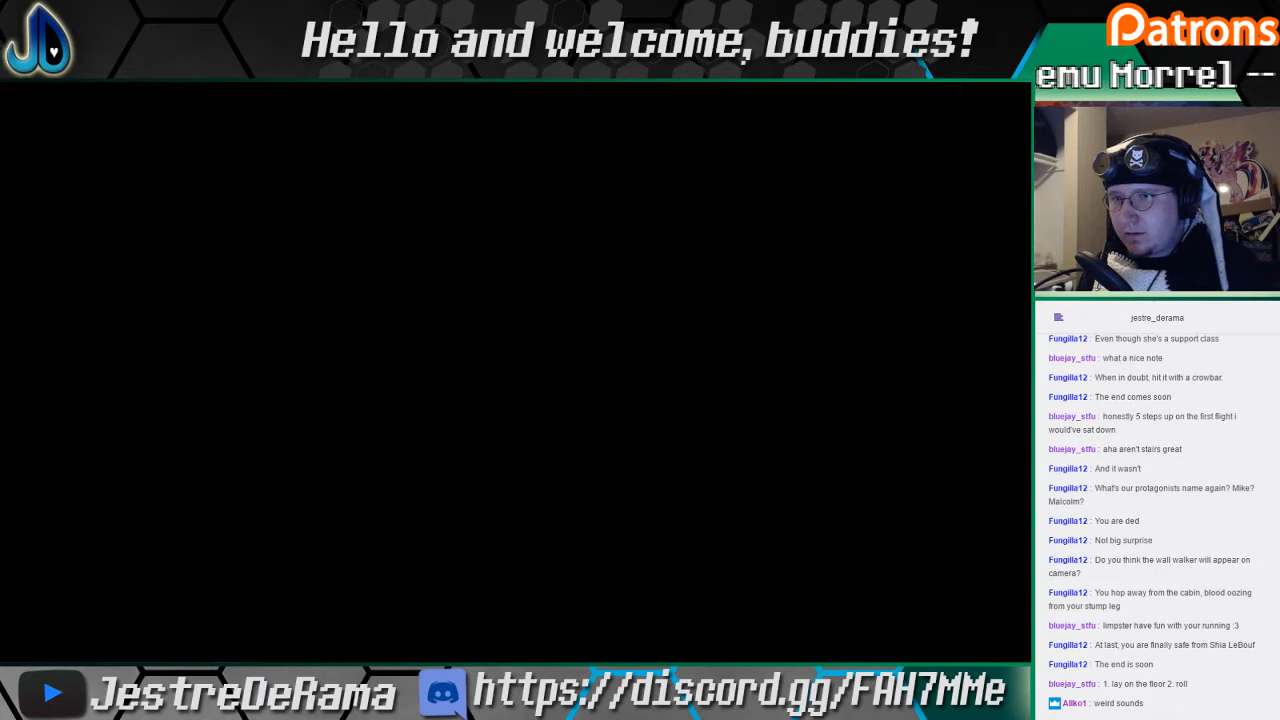 Hello and welcome, buddies!
Patrons
emu Morrel --
jestre_derama
Fungilla12 : Even though she's a support class
bluejay_stfu : what a nice note
Fungilla12 : When in doubt, hit it with a crowbar.
Fungilla12 : The end comes soon
bluejay_stfu : honestly 5 steps up on the first flight i
would've sat down
bluejay_stfu : aha aren't stairs great
Fungilla12 : And it wasn't
Fungilla12 : What's our protagonists name again? Mike?
Malcolm?
Fungilla12 : You are ded
Fungilla12 : Not big surprise
Fungilla12 : Do you think the wall walker will appear on
camera?
Fungilla12 : You hop away from the cabin, blood oozing
from your stump leg
bluejay_stfu : limpster have fun with your running :3
Fungilla12 : At last, you are finally safe from Shia LeBouf
Fungilla12 : The end is soon
bluejay_stfu : 1. lay on the floor 2. roll
Allko1 : weird sounds
JestreDeRama
https://discord.gg/FAH7MMe